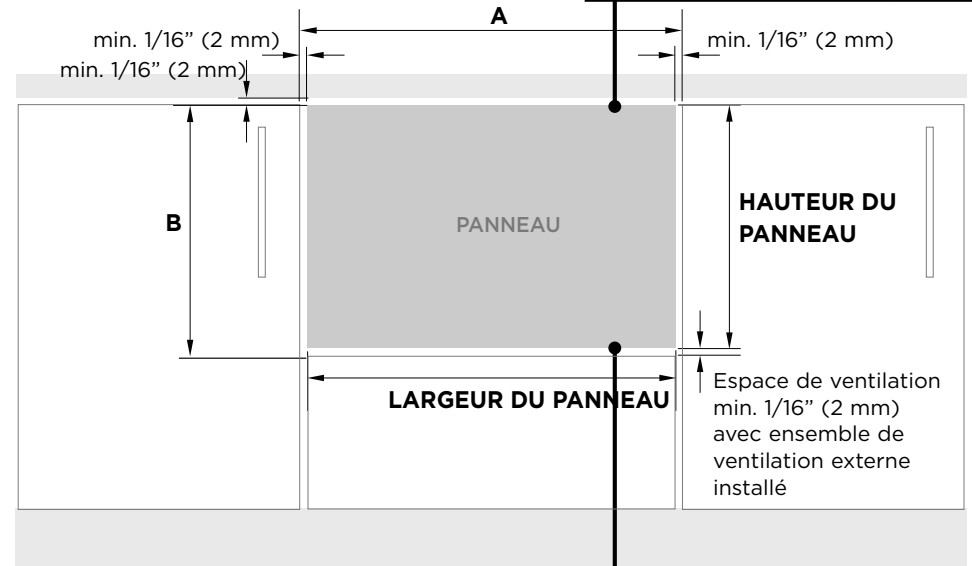 A
min. 1/16” (2 mm)
min. 1/16” (2 mm)
min. 1/16” (2 mm)
B
PANNEAU
HAUTEUR DU
PANNEAU
LARGEUR DU PANNEAU
Espace de ventilation
min. 1/16” (2 mm)
avec ensemble de
ventilation externe
installé